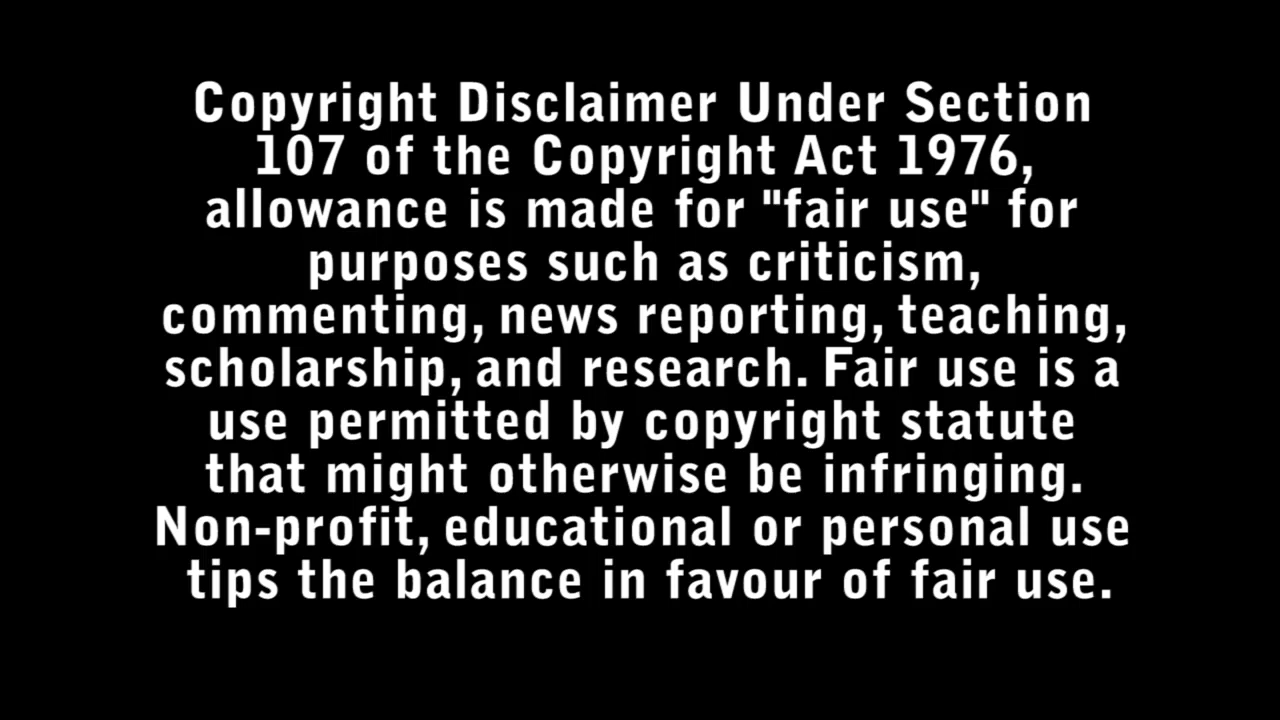 Copyright Disclaimer Under Section
107 of the Copyright Act 1976,
allowance is made for "fair use" for
purposes such as criticism,
commenting, news reporting, teaching,
scholarship, and research. Fair use is a
use permitted by copyright statute
that might otherwise be infringing.
Non-profit, educational or personal use
tips the balance in favour of fair use.